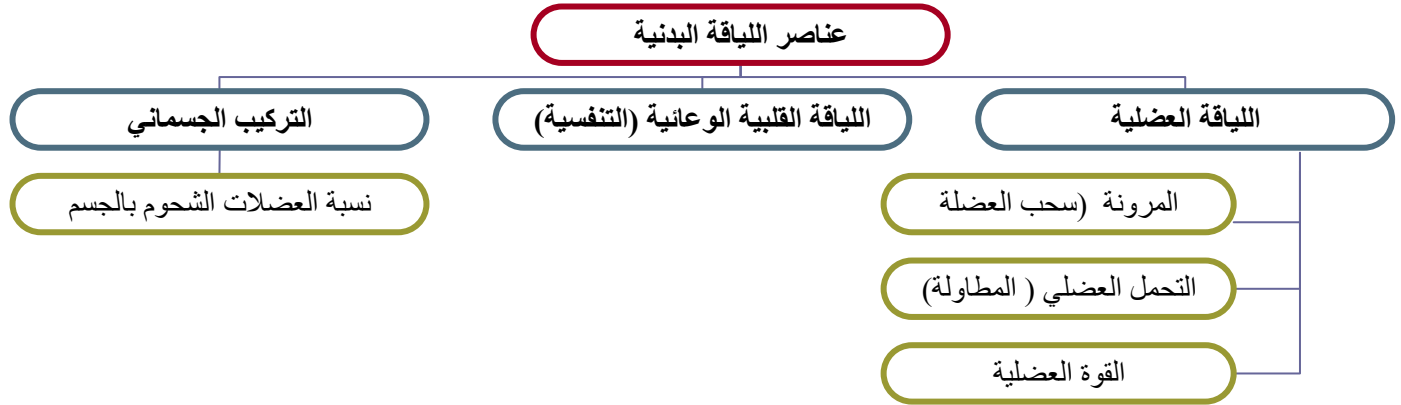 عناصر اللياقة البدنية
اللياقة العضلية
اللياقة القلبية الوعائية (التنفسية)
التركيب الجسماني
المرونة (سحب العضلة
نسبة العضلات الشحوم بالجسم
التحمل العضلي ( المطاولة)
القوة العضلية